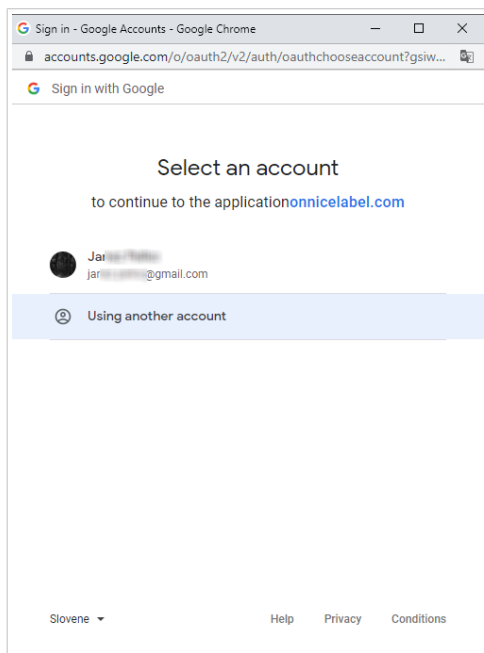 Sign in - Google Accounts - Google Chrome
accounts.google.com/o/oauth2/v2/auth/oauthchooseaccount?gsiw...
Sign in with Google
Select an account
to continue to the applicationonnicelabel.com
@gmail.com
Using another account
Slovene
Help Privacy Conditions